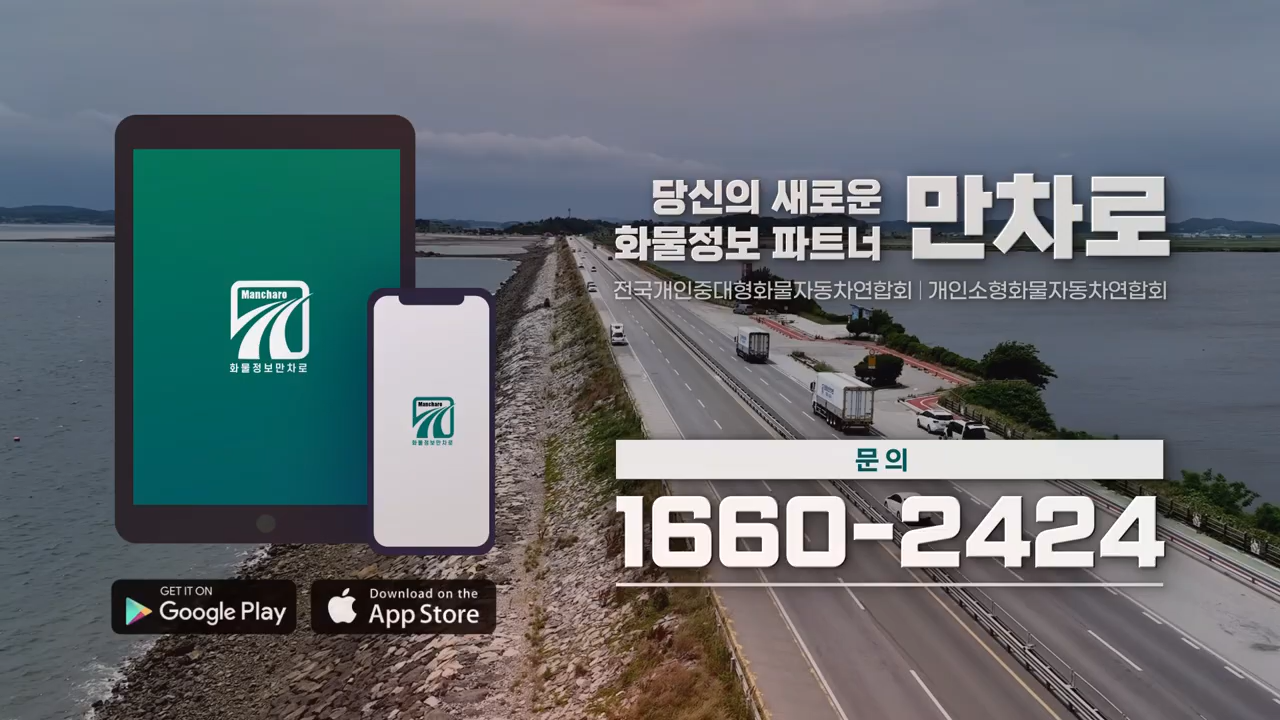 Mancharo
화물정보만차로
Mancharo
화물정보만차로
GET IT ON
Google Play
Download on the
App Store
당신의 새로운
화물정보 파트너
만차로
전국개인중대형화물자동차연합회 | 개인소형화물자동차연합회
문의
1660-2424